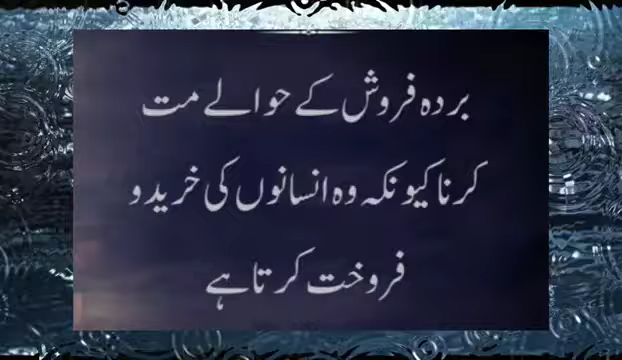 بردہ فروش کے حوالے مت
کرنا کیونکہ وہ انسانوں کی خرید و
فروخت کرتا ہے